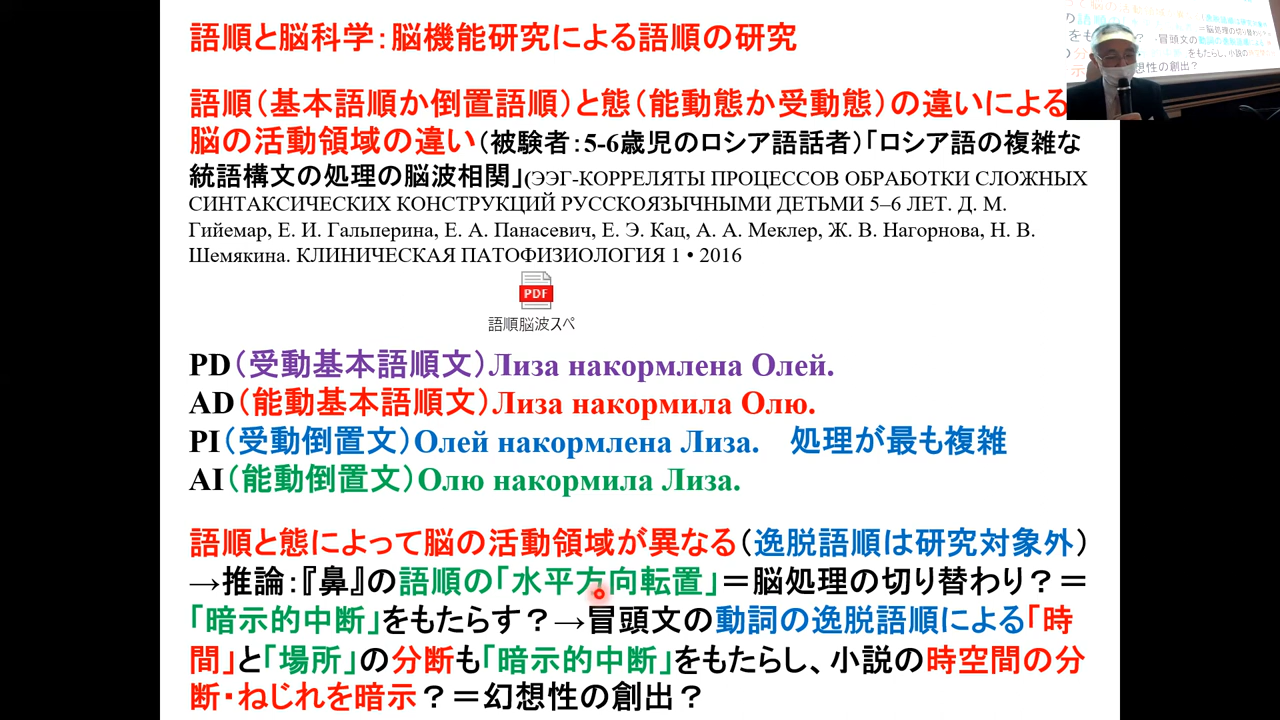 語順と脳科学：脳機能研究による語順の研究
語順（基本語順か倒置語順）と態（能動態か受動態）の違いによる
脳の活動領域の違い（被験者：5-6歳児のロシア語話者）「ロシア語の複雑な
統語構文の処理の脳波相関」(ЭЭГ-КОРРЕЛЯТЫ ПРОЦЕССОВ ОБРАБОТКИ СЛОЖНЫХ
СИНТАКСИЧЕСКИХ КОНСТРУКЦИЙ РУССКОЯЗЫЧНЫМИ ДЕТЬМИ 5–6 ЛЕТ. Д. М.
Гийемар, Е. И. Гальперина, Е. А. Панасевич, Е. Э. Кац, А. А. Меклер, Ж. В. Нагорнова, Н. В.
Шемякина. КЛИНИЧЕСКАЯ ПАТОФИЗИОЛОГИЯ 1 • 2016
PDF
語順脳波スペ
PD（受動基本語順文）Лиза накормлена Олей.
AD（能動基本語順文）Лиза накормила Олю.
PI（受動倒置文）Олей накормлена Лиза.　処理が最も複雑
AI（能動倒置文）Олю накормила Лиза.
語順と態によって脳の活動領域が異なる（逸脱語順は研究対象外）
→推論：『鼻』の語順の「水平方向転置」＝脳処理の切り替わり？＝
「暗示的中断」をもたらす？→冒頭文の動詞の逸脱語順による「時
間」と「場所」の分断も「暗示的中断」をもたらし、小説の時空間の分
断・ねじれを暗示？＝幻想性の創出？